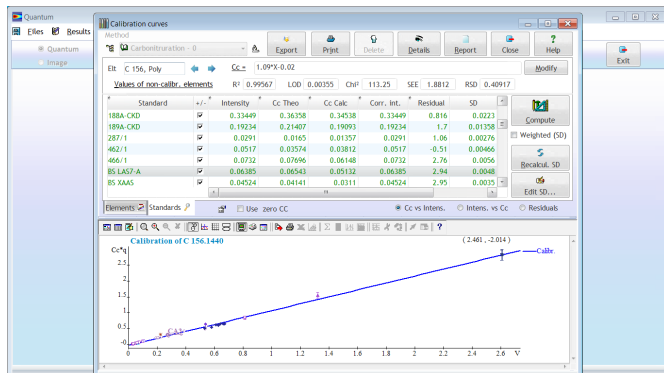 Quantum
Files Results
Quantum
Image
Exit
Calibration curves
Method
Carbonitruration - 0
Export Print Delete Details Report Close Help
Elt C 156, Poly Cc = 1.09*X-0.02 Modify
Values of non-calibr. elements R² 0.99567 LOD 0.00355 Chi² 113.25 SEE 1.8812 RSD 0.40917
Standard +/- Intensity Cc Theo Cc Calc Corr. Int. Residual SD
188A-CKD 0.33449 0.36358 0.34538 0.33449 0.816 0.0223
189A-CKD 0.19234 0.21407 0.19093 0.19234 1.7 0.01358
287/1 0.0291 0.0165 0.01357 0.0291 1.06 0.00276
462/1 0.0517 0.03574 0.03812 0.0517 -0.51 0.00466
466/1 0.0732 0.07696 0.06148 0.0732 2.76 0.0056
BS LAS7-A 0.06385 0.06543 0.05132 0.06385 2.94 0.0048
BS XAAS 0.04524 0.04141 0.0311 0.04524 2.95 0.0035
Compute
Weighted (SD)
Recalcul. SD
Edit SD...
Elements Standards Use zero CC Cc vs Intens. Intens. vs Cc Residuals
Calibration of C 156.1440
( 2.461 , -2.014 )
Cc*q
Calibr.
2.5
2.
1.5
1.
0.5
-0
0 0.2 0.4 0.6 0.8 1 1.2 1.4 1.6 1.8 2 2.2 2.4 2.6 V